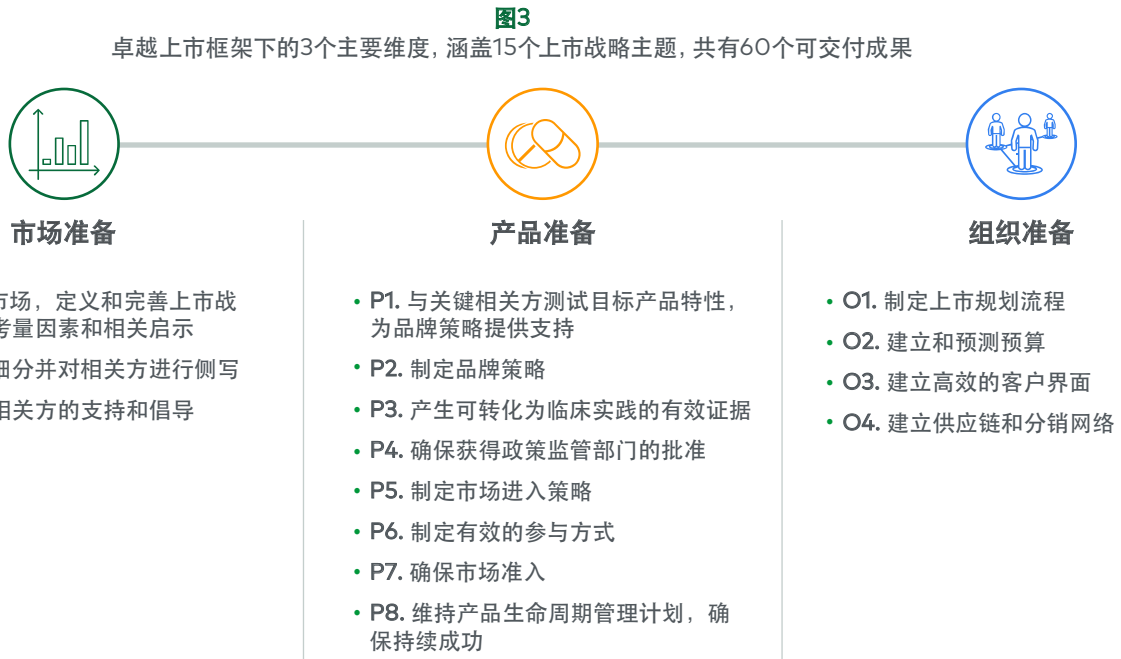 图3
卓越上市框架下的3个主要维度, 涵盖15个上市战略主题, 共有60个可交付成果
市场准备
市场，定义和完善上市战
考量因素和相关启示
细分并对相关方进行侧写
相关方的支持和倡导
产品准备
• P1. 与关键相关方测试目标产品特性，
为品牌策略提供支持
• P2. 制定品牌策略
• P3. 产生可转化为临床实践的有效证据
• P4. 确保获得政策监管部门的批准
• P5. 制定市场进入策略
• P6. 制定有效的参与方式
• P7. 确保市场准入
• P8. 维持产品生命周期管理计划，确
保持续成功
组织准备
• O1. 制定上市规划流程
• O2. 建立和预测预算
• O3. 建立高效的客户界面
• O4. 建立供应链和分销网络